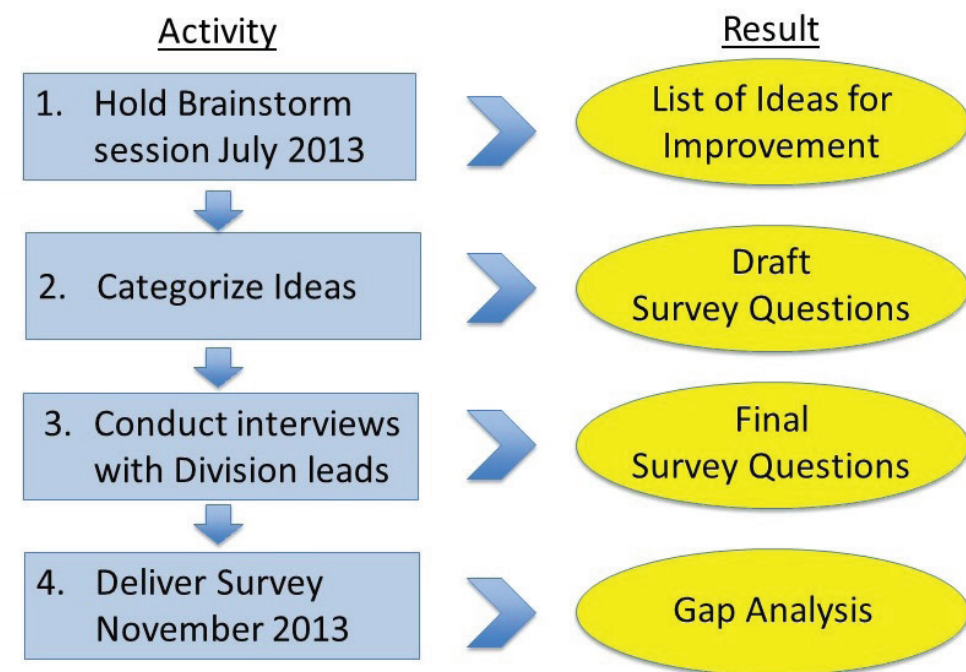 Activity
Result
1. Hold Brainstorm
session July 2013
List of Ideas for
Improvement
2. Categorize Ideas
Draft
Survey Questions
3. Conduct interviews
with Division leads
Final
Survey Questions
4. Deliver Survey
November 2013
Gap Analysis